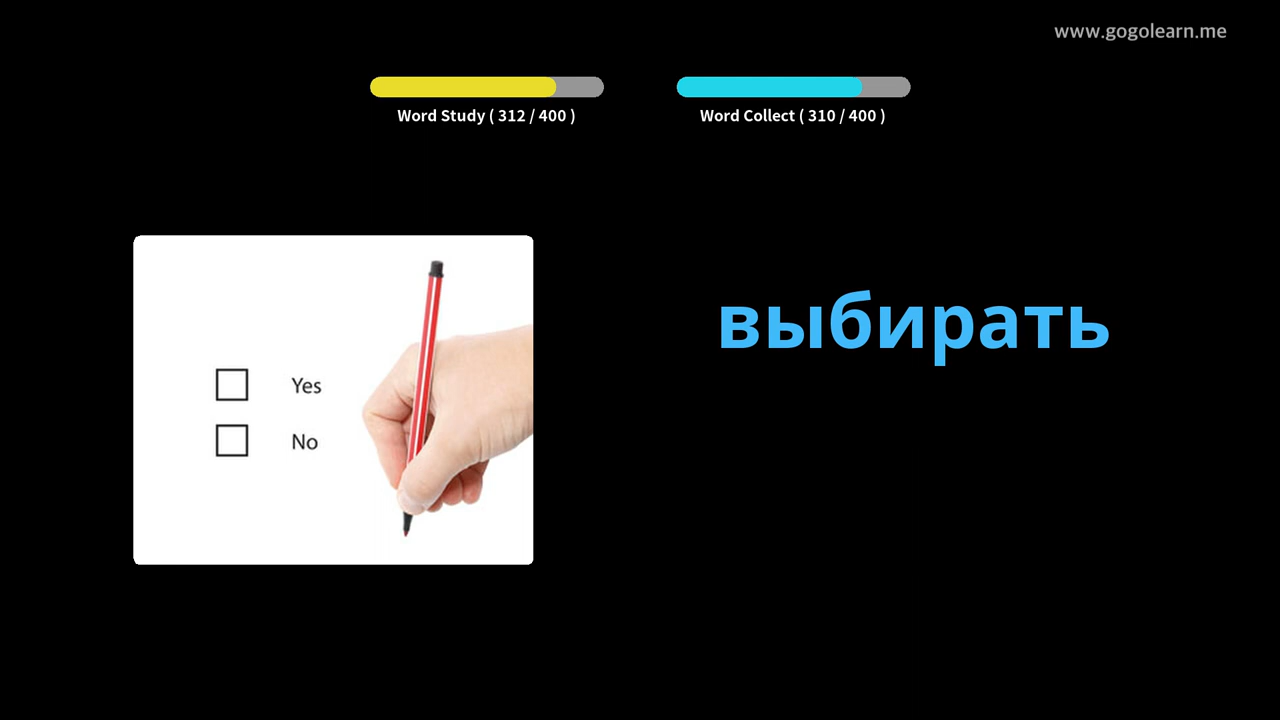 www.gogolearn.me
Word Study ( 312 / 400 )
Word Collect ( 310 / 400 )
выбирать
Yes
No